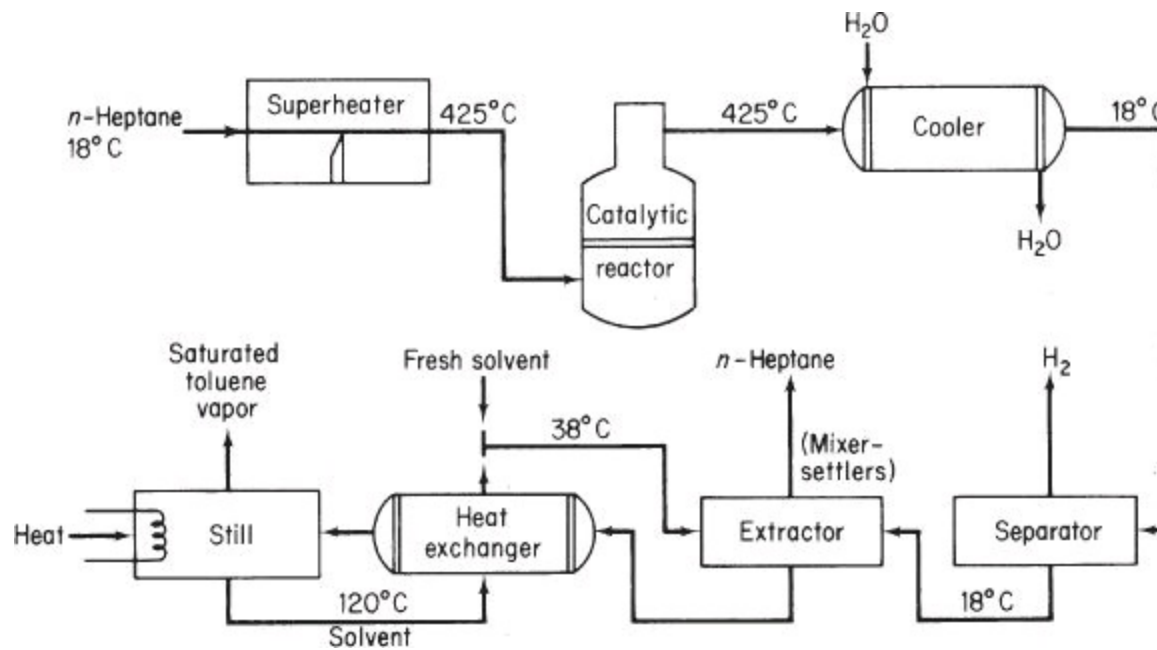 H₂O
Superheater
n-Heptane
18°C
425°C
425°C
Cooler
18°C
Catalytic
reactor
H₂O
Saturated
toluene
vapor
Fresh solvent
n-Heptane
H₂
38°C
(Mixer-
settlers)
Heat
Still
Heat
exchanger
Extractor
Separator
120°C
Solvent
18°C